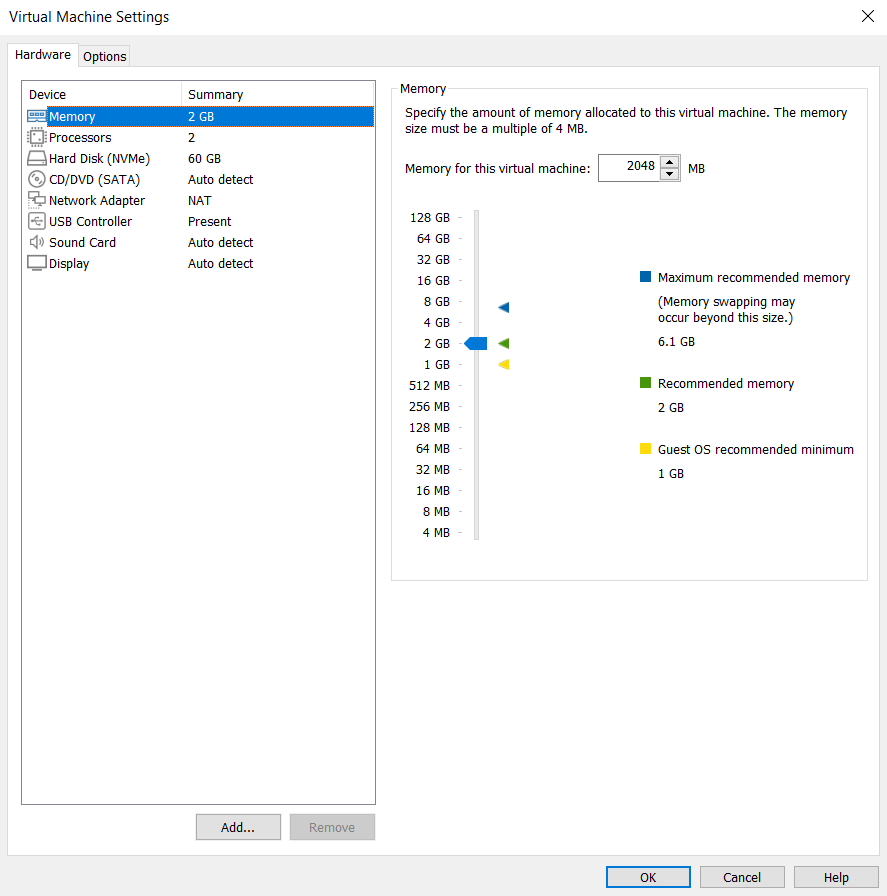 Virtual Machine Settings
Hardware
Options
Device Summary
Memory 2 GB
Processors 2
Hard Disk (NVMe) 60 GB
CD/DVD (SATA) Auto detect
Network Adapter NAT
USB Controller Present
Sound Card Auto detect
Display Auto detect
Add...
Remove
Memory
Specify the amount of memory allocated to this virtual machine. The memory
size must be a multiple of 4 MB.
Memory for this virtual machine: 2048 MB
128 GB
64 GB
32 GB
16 GB
8 GB
4 GB
2 GB
1 GB
512 MB
256 MB
128 MB
64 MB
32 MB
16 MB
8 MB
4 MB
Maximum recommended memory
(Memory swapping may
occur beyond this size.)
6.1 GB
Recommended memory
2 GB
Guest OS recommended minimum
1 GB
OK
Cancel
Help